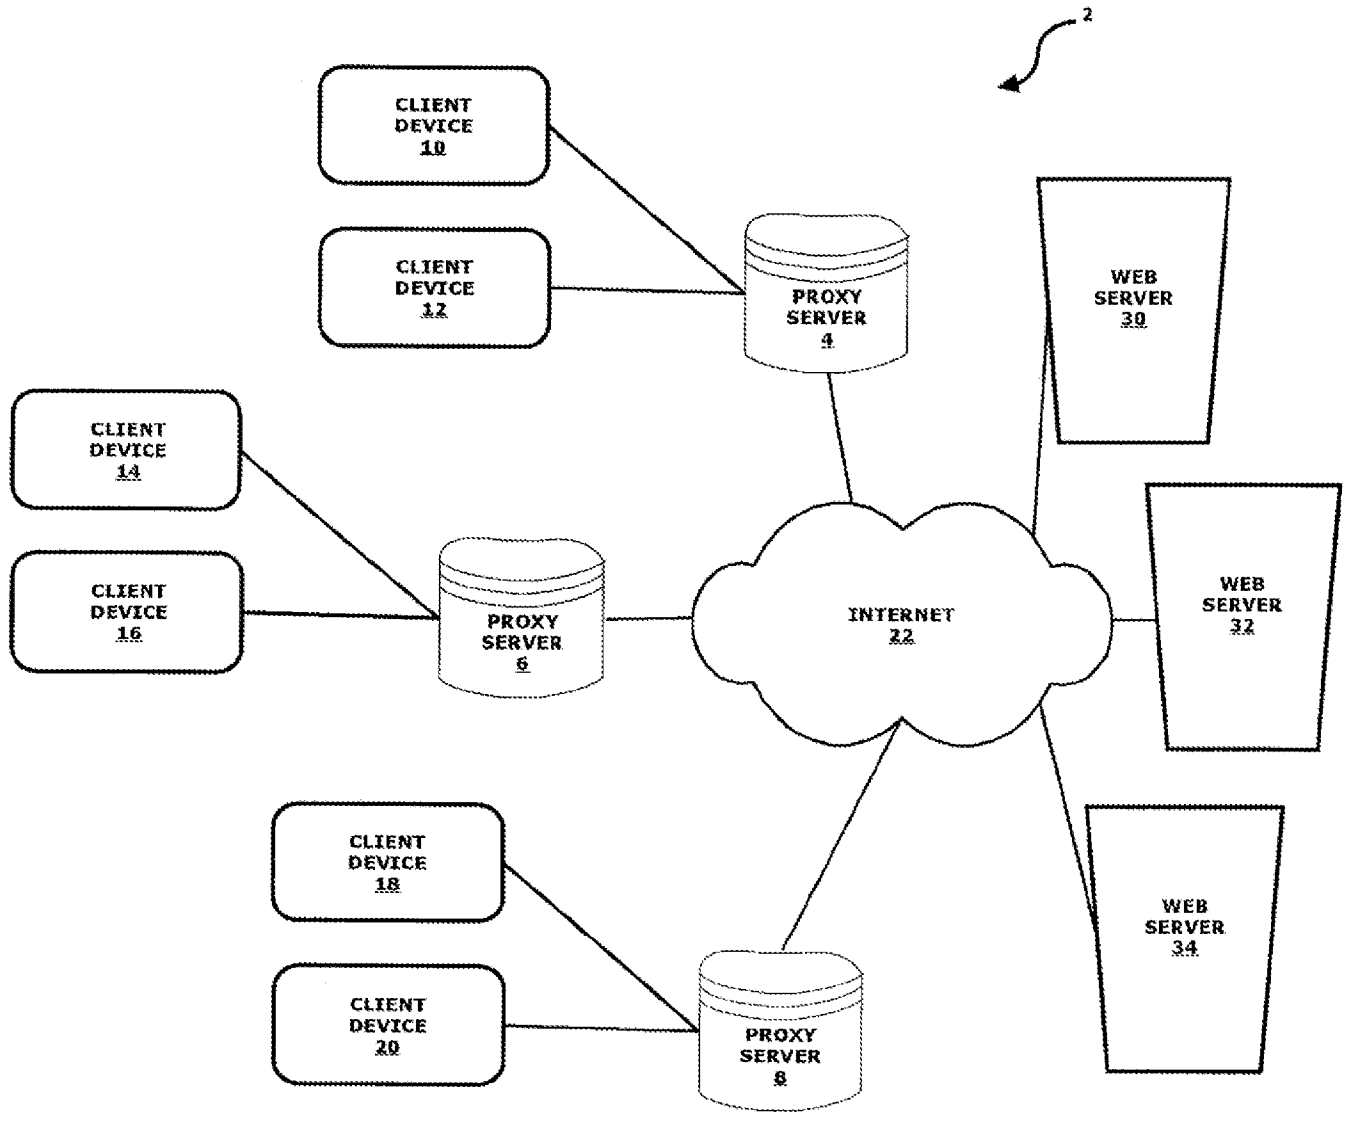 2
CLIENT
DEVICE
10
CLIENT
DEVICE
12
PROXY
SERVER
4
WEB
SERVER
30
CLIENT
DEVICE
14
CLIENT
DEVICE
16
PROXY
SERVER
6
INTERNET
22
WEB
SERVER
32
CLIENT
DEVICE
18
CLIENT
DEVICE
20
PROXY
SERVER
8
WEB
SERVER
34